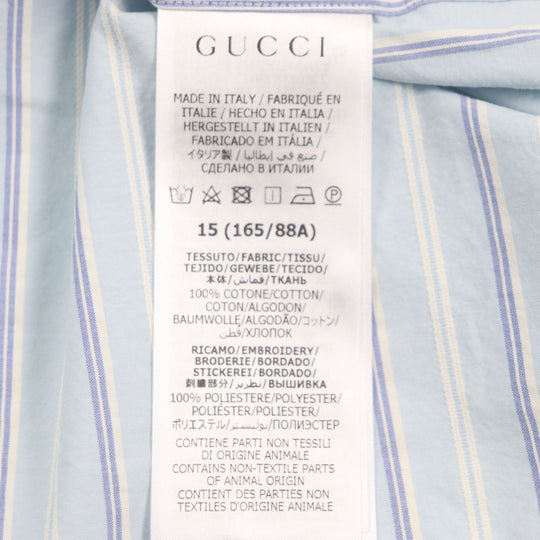 GUCCI
MADE IN ITALY / FABRIQUÉ EN
ITALIE / HECHO EN ITALIA /
HERGESTELLT IN ITALIEN /
FABRICADO EM ITÁLIA /
イタリア製 / صنع في إيطاليا /
СДЕЛАНО В ИТАЛИИ
15 (165/88A)
TESSUTO/FABRIC/TISSU/
TEJIDO/GEWEBE/TECIDO/
本体/قماش/ТКАНЬ
100% COTONE/COTTON/
COTON/ALGODON/
BAUMWOLLE/ALGODÃO/コットン/
قطن/ХЛОПОК
RICAMO/EMBROIDERY/
BRODERIE/BORDADO/
STICKEREI/BORDADO/
刺繍部分/تطريز/ВЫШИВКА
100% POLIESTERE/POLYESTER/
POLIÉSTER/
POLIÉSTER/POLYESTER/
ポリエステル/بوليستر/ПОЛИЭСТЕР
CONTIENE PARTI NON TESSILI
DI ORIGINE ANIMALE
CONTAINS NON-TEXTILE PARTS
OF ANIMAL ORIGIN
CONTIENT DES PARTIES NON
TEXTILES D'ORIGINE ANIMALE